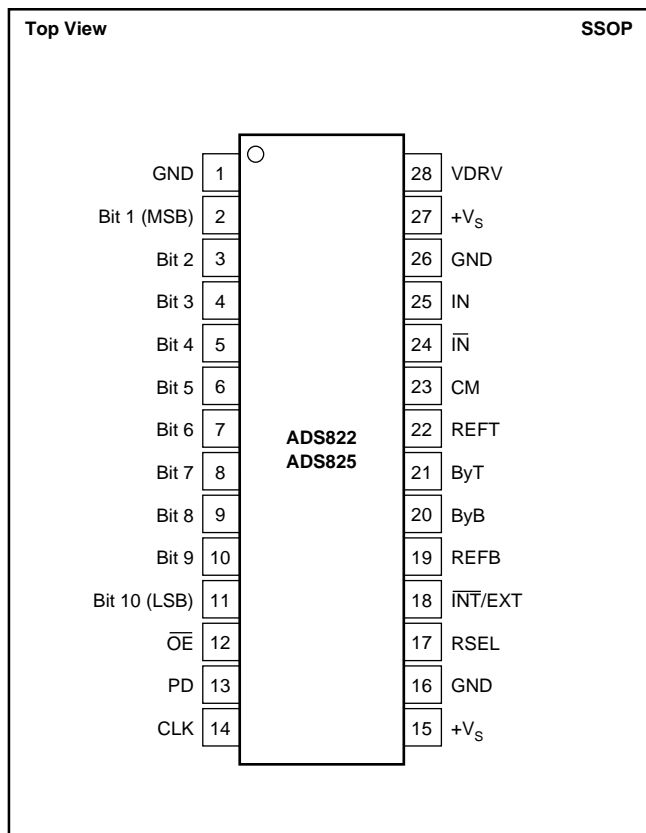 Top View SSOP
GND 1 28 VDRV
Bit 1 (MSB) 2 27 +VS
Bit 2 3 26 GND
Bit 3 4 25 IN
Bit 4 5 24 I̅N̅
Bit 5 6 23 CM
Bit 6 7 22 REFT
ADS822
ADS825
Bit 7 8 21 ByT
Bit 8 9 20 ByB
Bit 9 10 19 REFB
Bit 10 (LSB) 11 18 I̅N̅T̅/EXT
O̅E̅ 12 17 RSEL
PD 13 16 GND
CLK 14 15 +VS